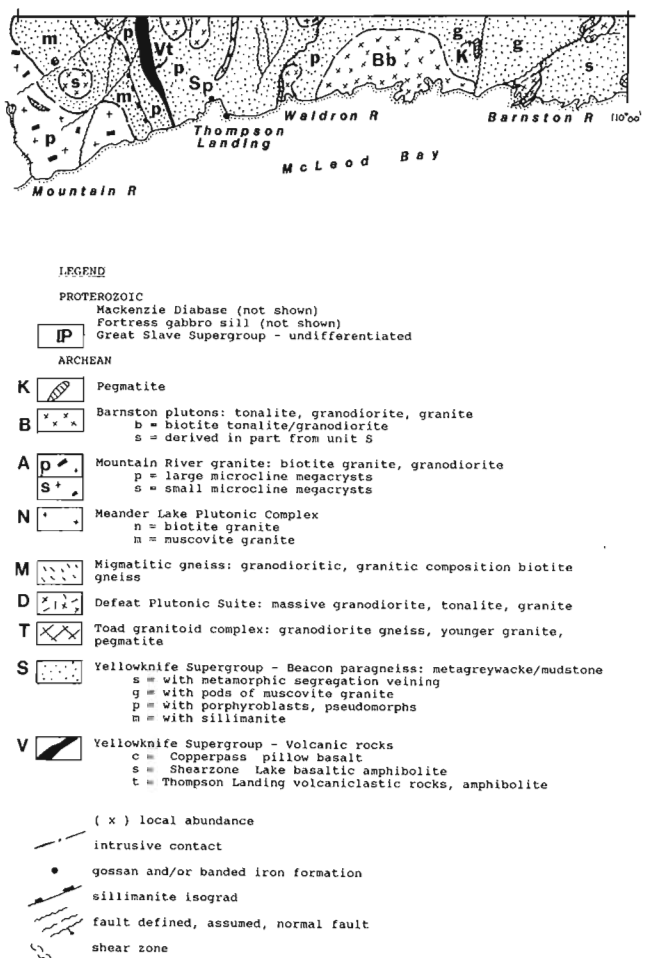 m p Vt p Sp p Bb g K g s
s m p
p
Thompson
Landing
Waldron R
Barnston R
110°00
McLeod Bay
Mountain R
LEGEND
PROTEROZOIC
Mackenzie Diabase (not shown)
Fortress gabbro sill (not shown)
IP Great Slave Supergroup - undifferentiated
ARCHEAN
K Pegmatite
B Barnston plutons: tonalite, granodiorite, granite
b = biotite tonalite/granodiorite
s = derived in part from unit S
A p Mountain River granite: biotite granite, granodiorite
p = large microcline megacrysts
s s = small microcline megacrysts
N Meander Lake Plutonic Complex
n = biotite granite
m = muscovite granite
M Migmatitic gneiss: granodioritic, granitic composition biotite
gneiss
D Defeat Plutonic Suite: massive granodiorite, tonalite, granite
T Toad granitoid complex: granodiorite gneiss, younger granite,
pegmatite
S Yellowknife Supergroup - Beacon paragneiss: metagreywacke/mudstone
s = with metamorphic segregation veining
g = with pods of muscovite granite
p = with porphyroblasts, pseudomorphs
m = with sillimanite
V Yellowknife Supergroup - Volcanic rocks
c = Copperpass pillow basalt
s = Shearzone Lake basaltic amphibolite
t = Thompson Landing volcaniclastic rocks, amphibolite
( x ) local abundance
intrusive contact
gossan and/or banded iron formation
sillimanite isograd
fault defined, assumed, normal fault
shear zone